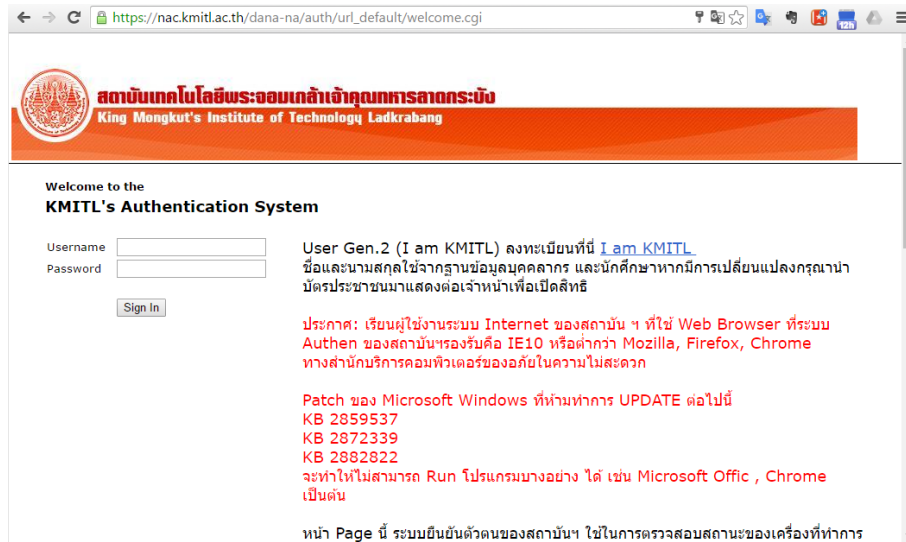 https://nac.kmitl.ac.th/dana-na/auth/url_default/welcome.cgi
12h
สถาบันเทคโนโลยีพระจอมเกล้าเจ้าคุณทหารลาดกระบัง
King Mongkut's Institute of Technology Ladkrabang
Welcome to the
KMITL's Authentication System
Username
Password
Sign In
User Gen.2 (I am KMITL) ลงทะเบียนที่นี่ I am KMITL
ชื่อและนามสกุลใช้จากฐานข้อมูลบุคคลากร และนักศึกษาหากมีการเปลี่ยนแปลงกรุณานำ
บัตรประชาชนมาแสดงต่อเจ้าหน้าเพื่อเปิดสิทธิ
ประกาศ: เรียนผู้ใช้งานระบบ Internet ของสถาบัน ฯ ที่ใช้ Web Browser ที่ระบบ
Authen ของสถาบันฯรองรับคือ IE10 หรือต่ำกว่า Mozilla, Firefox, Chrome
ทางสำนักบริการคอมพิวเตอร์ของอภัยในความไม่สะดวก
Patch ของ Microsoft Windows ที่ห้ามทำการ UPDATE ต่อไปนี้
KB 2859537
KB 2872339
KB 2882822
จะทำให้ไม่สามารถ Run โปรแกรมบางอย่าง ได้ เช่น Microsoft Offic , Chrome
เป็นต้น
หน้า Page นี้ ระบบยืนยันตัวตนของสถาบันฯ ใช้ในการตรวจสอบสถานะของเครื่องที่ทำการ